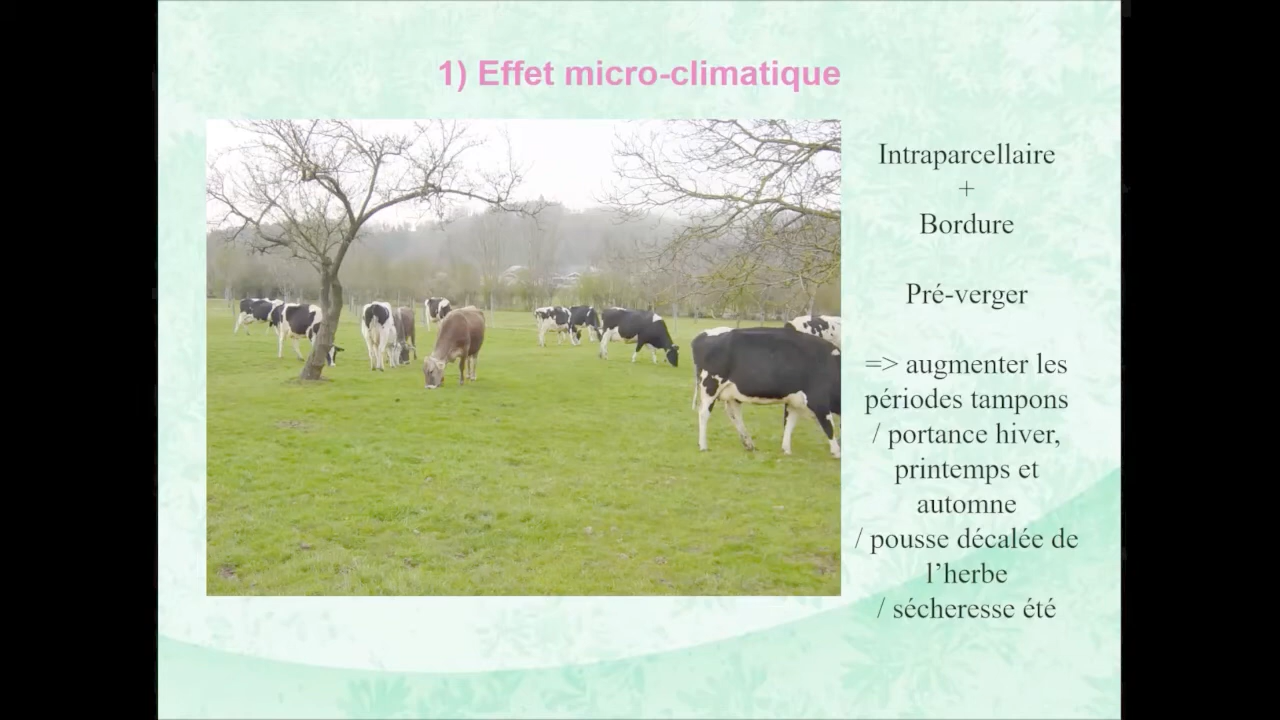 1) Effet micro-climatique
Intraparcellaire
+
Bordure
Pré-verger
=> augmenter les
périodes tampons
/ portance hiver,
printemps et
automne
/ pousse décalée de
l’herbe
/ sécheresse été